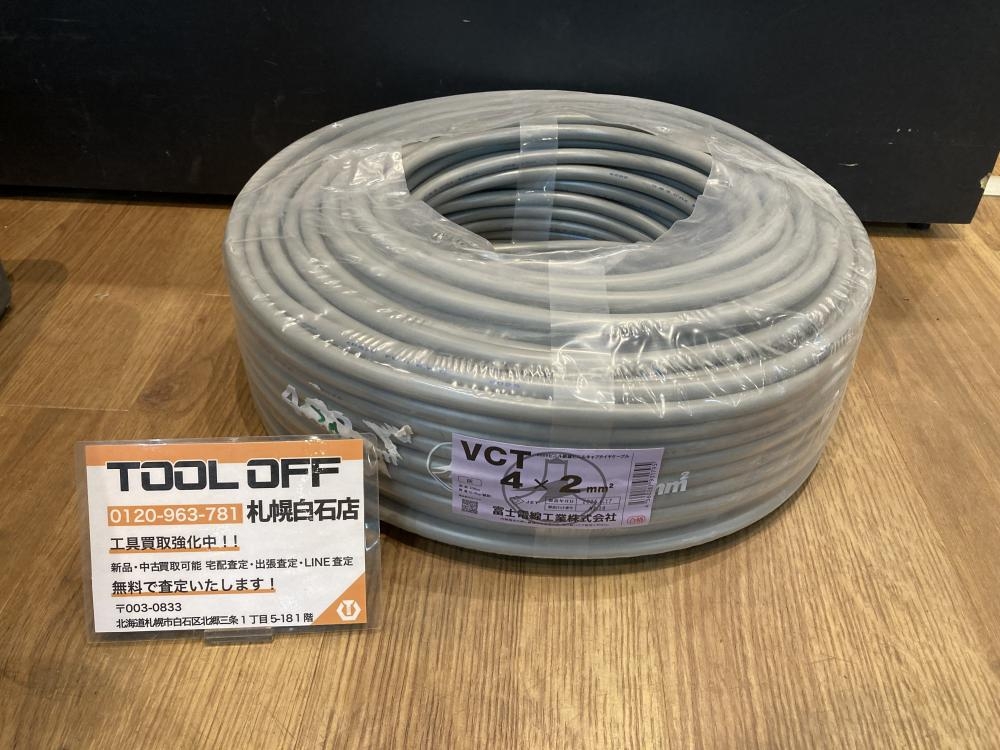 TOOL OFF
0120-963-781 札幌白石店
工具買取強化中!!
新品・中古買取可能 宅配査定・出張査定・LINE査定
無料で査定いたします!
〒003-0833
北海道札幌市白石区北郷三条1丁目5-18 1階
VCT
4×2mm²
富士電線工業株式会社
合格
mm²